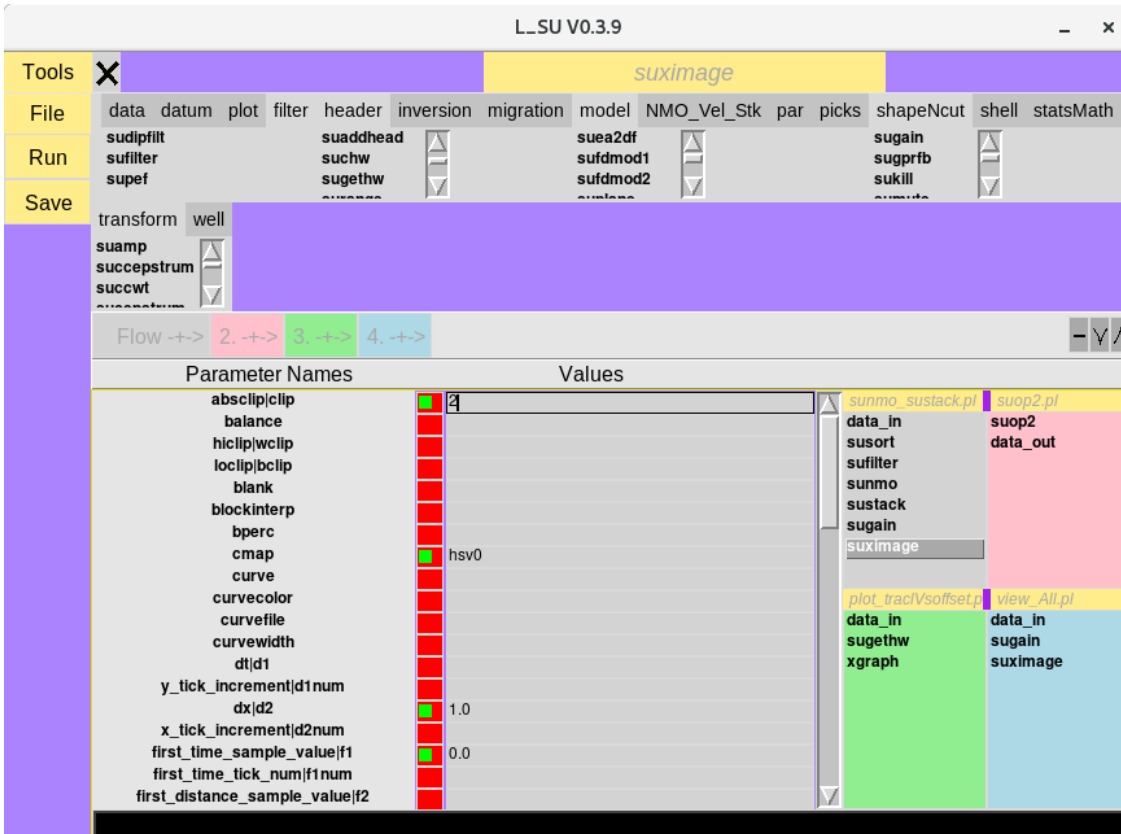 L_SU V0.3.9
Tools
suximage
File
data datum plot filter header inversion migration model NMO_Vel_Stk par picks shapeNcut shell statsMath
Run
Save
sudipfilt
sufilter
supef
suaddhead
suchw
sugethw
suea2df
sufdmod1
sufdmod2
sugain
sugprfb
sukill
transform well
suamp
succepstrum
succwt
Flow -+-> 2. -+-> 3. -+-> 4. -+->
Parameter Names Values
absclip|clip 2
balance
hiclip|wclip
loclip|bclip
blank
blockinterp
bperc
cmap hsv0
curve
curvecolor
curvefile
curvewidth
dt|d1
y_tick_increment|d1num
dx|d2 1.0
x_tick_increment|d2num
first_time_sample_value|f1 0.0
first_time_tick_num|f1num
first_distance_sample_value|f2
sunmo_sustack.pl
data_in
susort
sufilter
sunmo
sustack
sugain
suximage
suop2.pl
suop2
data_out
plot_traclVsoffset.p
data_in
sugethw
xgraph
view_All.pl
data_in
sugain
suximage